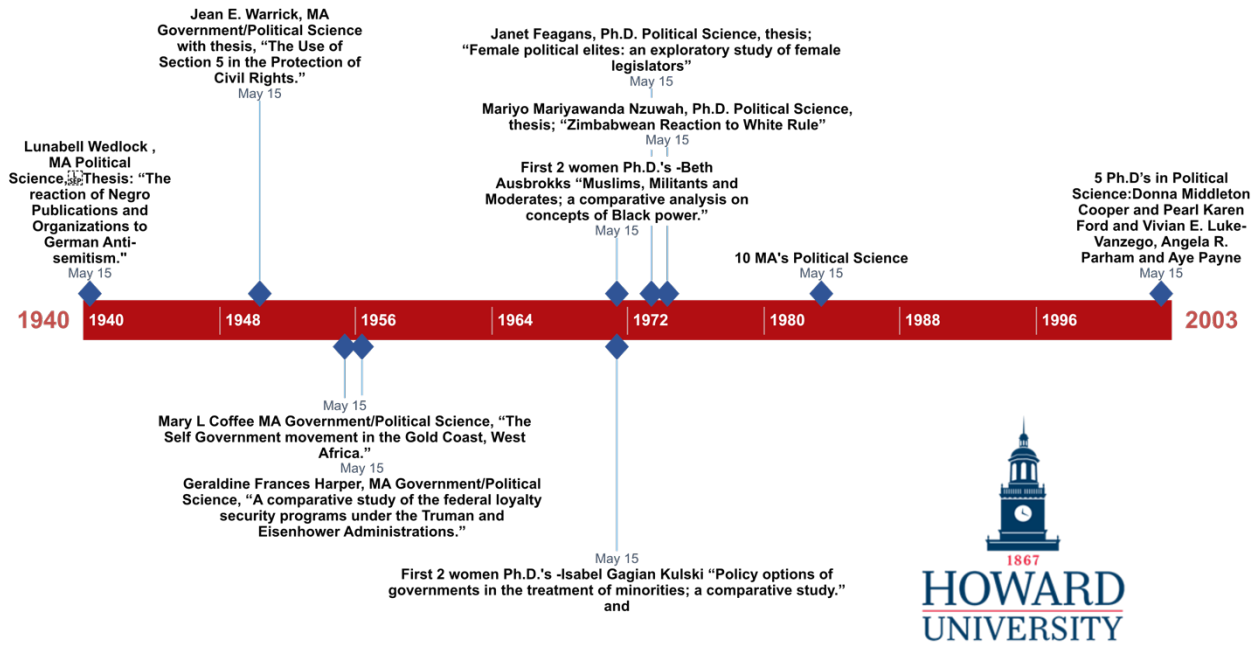 Jean E. Warrick, MA
Government/Political Science
with thesis, “The Use of
Section 5 in the Protection of
Civil Rights.”
May 15
Janet Feagans, Ph.D. Political Science, thesis;
“Female political elites: an exploratory study of female
legislators”
May 15
Mariyo Mariyawanda Nzuwah, Ph.D. Political Science,
thesis; “Zimbabwean Reaction to White Rule”
May 15
Lunabell Wedlock ,
MA Political
Science, Thesis: “The
reaction of Negro
Publications and
Organizations to
German Anti-
semitism."
May 15
First 2 women Ph.D.'s -Beth
Ausbrokks “Muslims, Militants and
Moderates; a comparative analysis on
concepts of Black power.”
May 15
10 MA's Political Science
May 15
5 Ph.D’s in Political
Science:Donna Middleton
Cooper and Pearl Karen
Ford and Vivian E. Luke-
Vanzego, Angela R.
Parham and Aye Payne
May 15
1940 1940 1948 1956 1964 1972 1980 1988 1996 2003
May 15
Mary L Coffee MA Government/Political Science, “The
Self Government movement in the Gold Coast, West
Africa.”
May 15
Geraldine Frances Harper, MA Government/Political
Science, “A comparative study of the federal loyalty
security programs under the Truman and
Eisenhower Administrations.”
May 15
First 2 women Ph.D.'s -Isabel Gagian Kulski “Policy options of
governments in the treatment of minorities; a comparative study.”
and
1867
HOWARD
UNIVERSITY